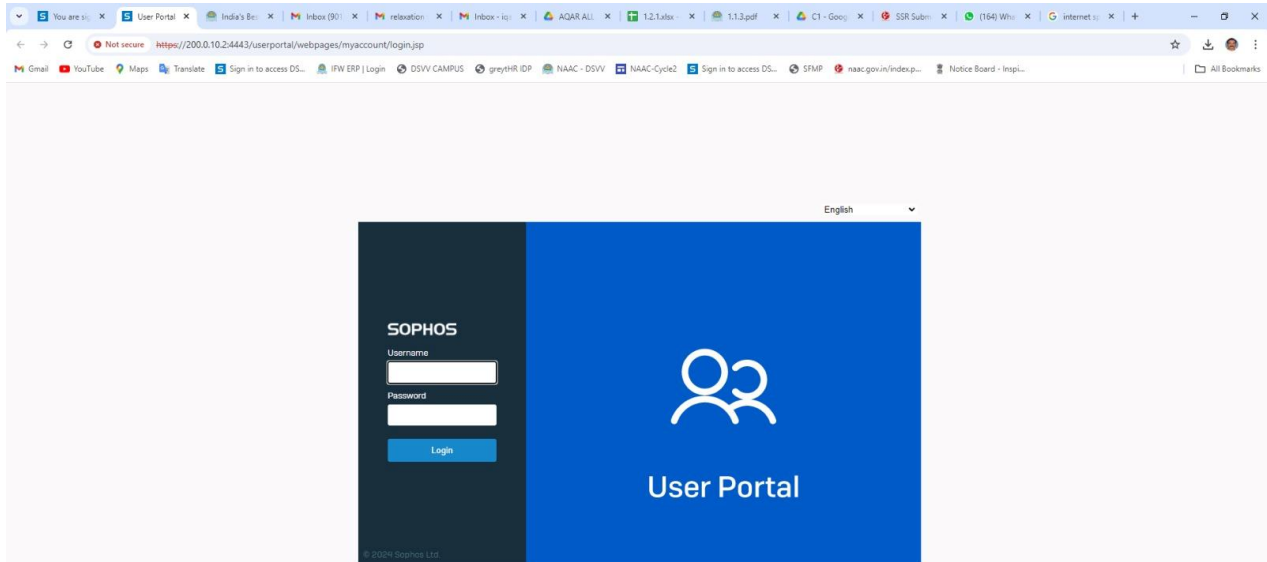 You are sig
User Portal
India's Bes
Inbox (901
relaxation
Inbox - iqa
AQAR ALL
1.2.1.xlsx -
1.1.3.pdf
C1 - Goog
SSR Subm
(164) Wha
internet sp
Not secure https://200.0.10.2:4443/userportal/webpages/myaccount/login.jsp
Gmail
YouTube
Maps
Translate
Sign in to access DS...
IFW ERP | Login
DSVV CAMPUS
greytHR IDP
NAAC - DSVV
NAAC-Cycle2
Sign in to access DS...
SFMP
naac.gov.in/index.p...
Notice Board - Inspi...
All Bookmarks
English
SOPHOS
Username
Password
Login
User Portal
© 2024 Sophos Ltd.